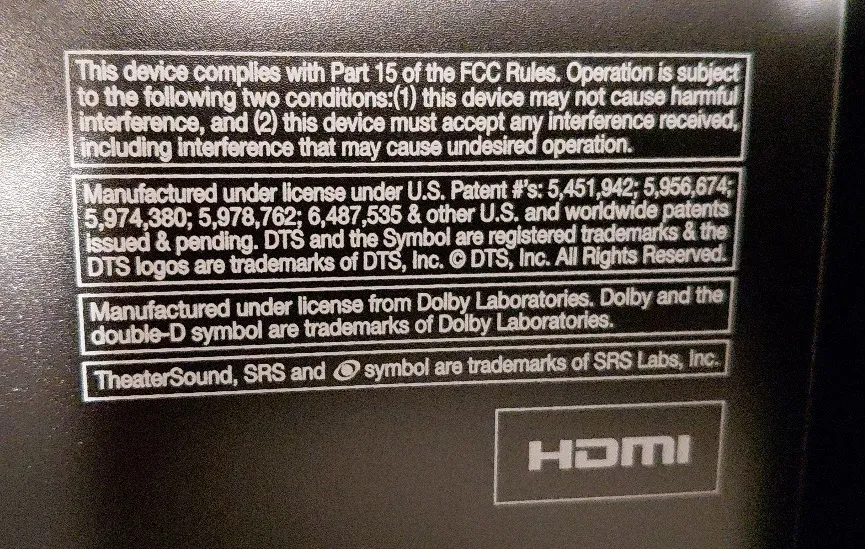 This device complies with Part 15 of the FCC Rules. Operation is subject
to the following two conditions:(1) this device may not cause harmful
interference, and (2) this device must accept any interference received,
including interference that may cause undesired operation.
Manufactured under license under U.S. Patent #'s: 5,451,942; 5,956,674;
5,974,380; 5,978,762; 6,487,535 & other U.S. and worldwide patents
issued & pending. DTS and the Symbol are registered trademarks & the
DTS logos are trademarks of DTS, Inc. © DTS, Inc. All Rights Reserved.
Manufactured under license from Dolby Laboratories. Dolby and the
double-D symbol are trademarks of Dolby Laboratories.
TheaterSound, SRS and symbol are trademarks of SRS Labs, Inc.
HDMI